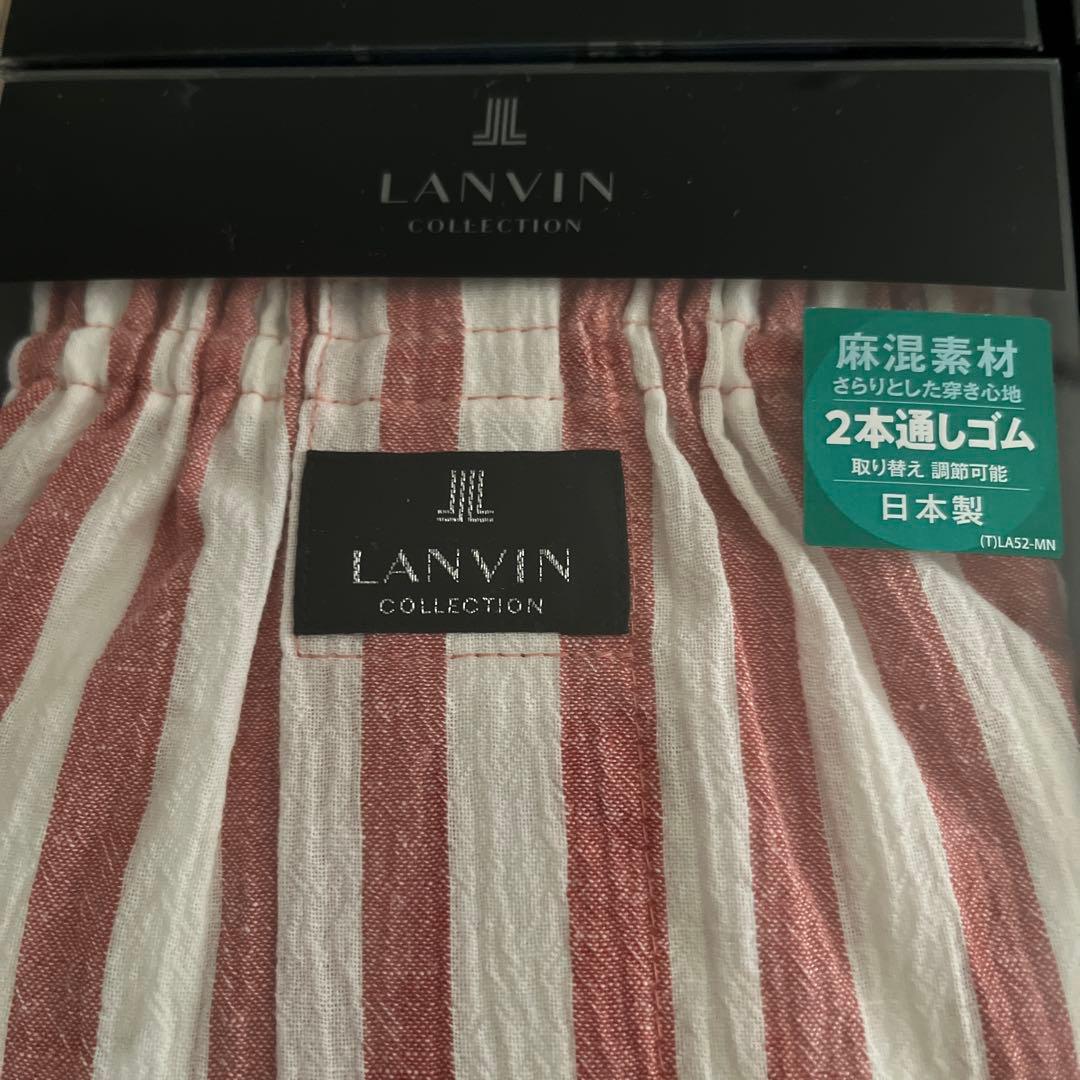 LANVIN
COLLECTION
麻混素材
さらりとした穿き心地
2本通しゴム
取り替え 調節可能
日本製
(T)LA52-MN
LANVIN
COLLECTION